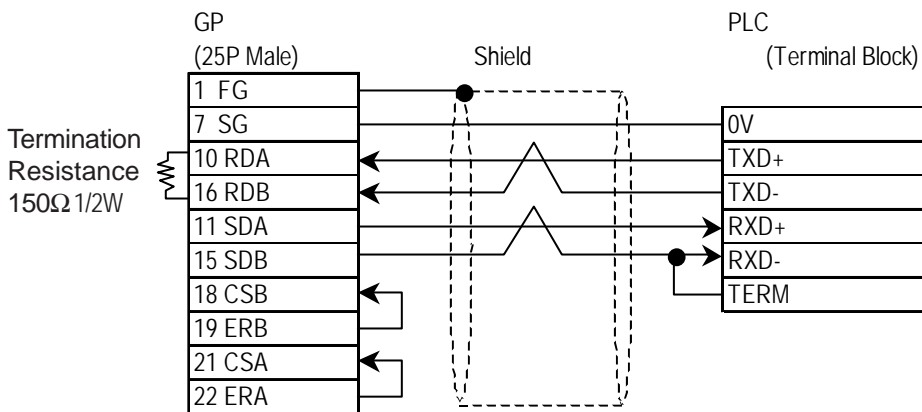 GP
(25P Male)
Shield
PLC
(Terminal Block)
1 FG
7 SG
0V
Termination
Resistance
150Ω 1/2W
10 RDA
TXD+
16 RDB
TXD-
11 SDA
RXD+
15 SDB
RXD-
18 CSB
TERM
19 ERB
21 CSA
22 ERA